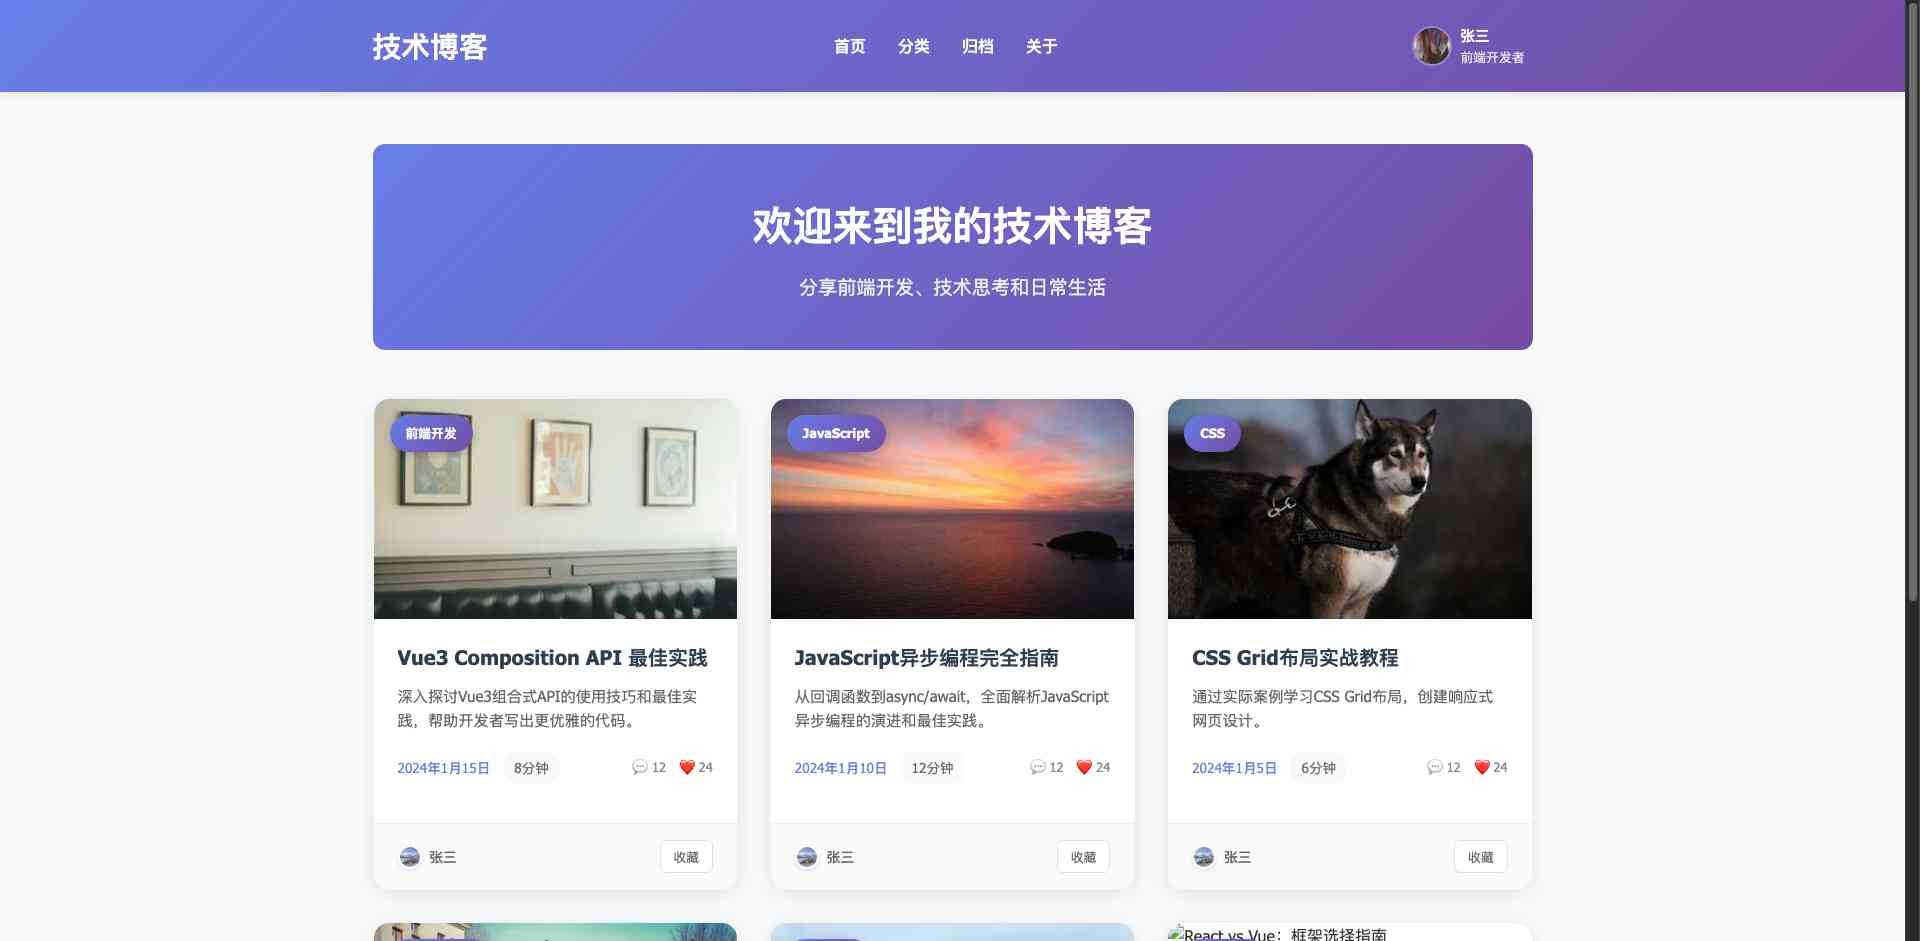 技术博客
首页 分类 归档 关于
张三
前端开发者
欢迎来到我的技术博客
分享前端开发、技术思考和日常生活
前端开发
Vue3 Composition API 最佳实践
深入探讨Vue3组合式API的使用技巧和最佳实
践，帮助开发者写出更优雅的代码。
2024年1月15日 8分钟 12 24
张三 收藏
JavaScript
JavaScript异步编程完全指南
从回调函数到async/await，全面解析JavaScript
异步编程的演进和最佳实践。
2024年1月10日 12分钟 12 24
张三 收藏
CSS
CSS Grid布局实战教程
通过实际案例学习CSS Grid布局，创建响应式
网页设计。
2024年1月5日 6分钟 12 24
张三 收藏
React vs Vue：框架选择指南